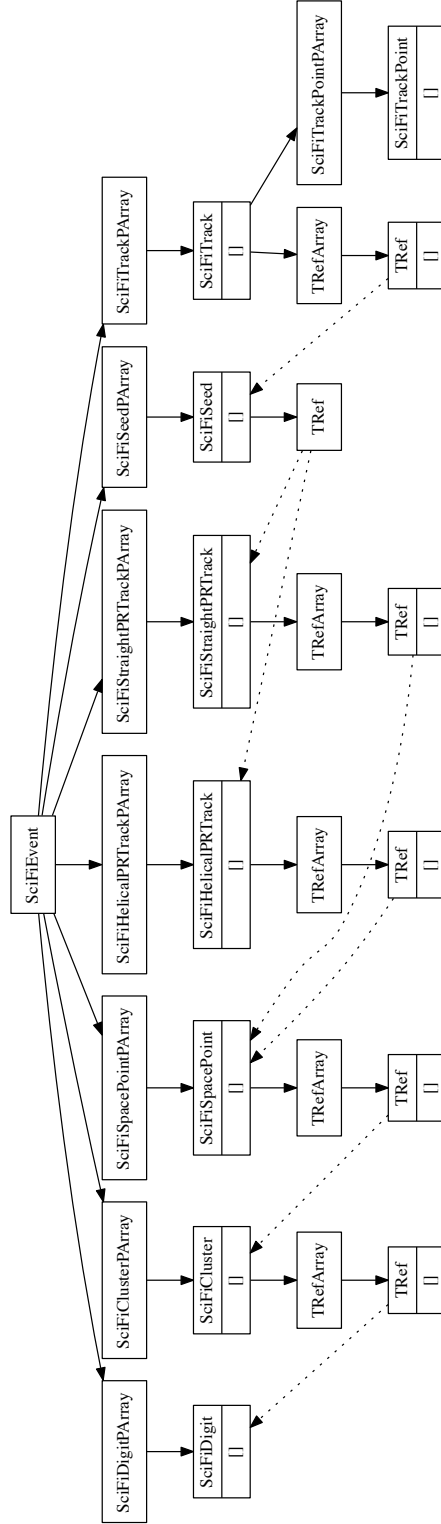 SciFiEvent
SciFiDigitPArray
SciFiClusterPArray
SciFiSpacePointPArray
SciFiHelicalPRTrackPArray
SciFiStraightPRTrackPArray
SciFiSeedPArray
SciFiTrackPArray
SciFiDigit
[]
SciFiCluster
[]
SciFiSpacePoint
[]
SciFiHelicalPRTrack
[]
SciFiStraightPRTrack
[]
SciFiSeed
[]
SciFiTrack
[]
TRefArray
TRefArray
TRefArray
TRefArray
TRef
TRefArray
SciFiTrackPointPArray
TRef
[]
TRef
[]
TRef
[]
TRef
[]
TRef
[]
SciFiTrackPoint
[]